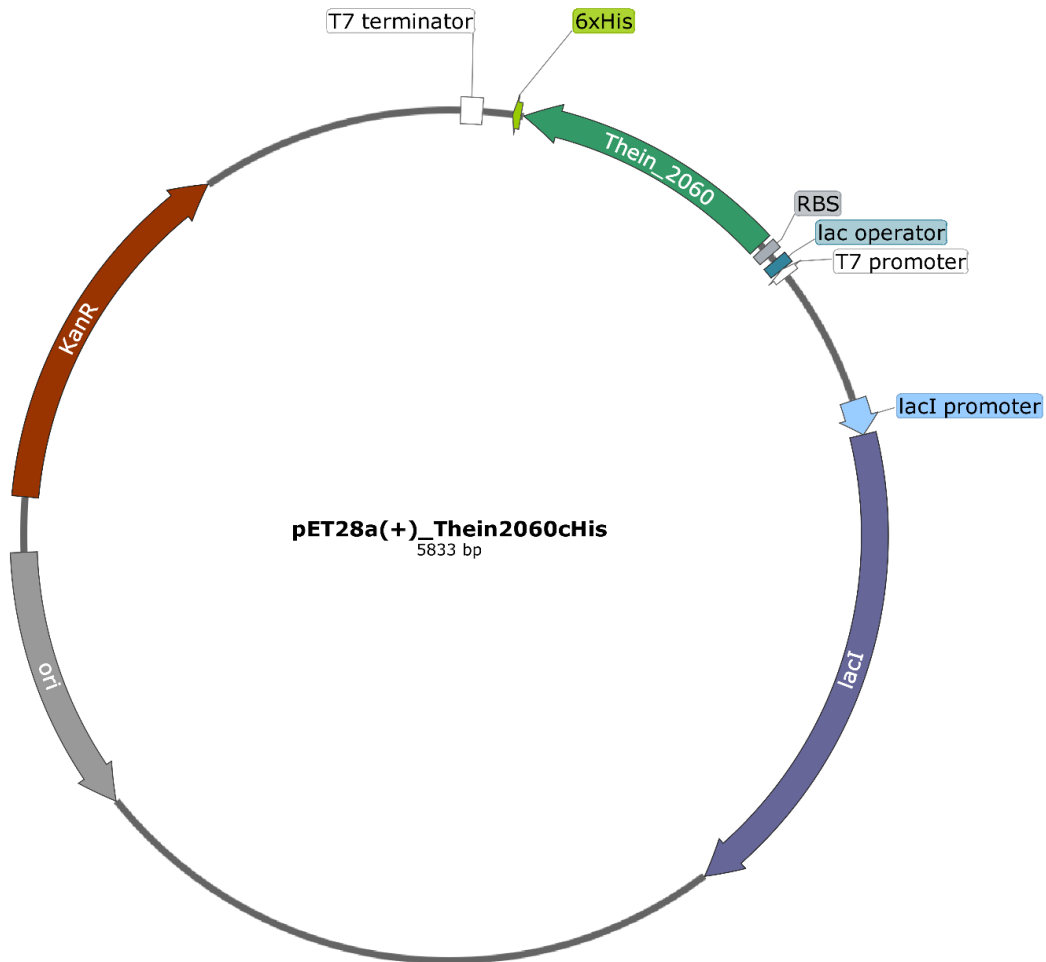 T7 terminator
6xHis
Thein_2060
RBS
lac operator
T7 promoter
KanR
lacI promoter
pET28a(+)_Thein2060cHis
5833 bp
lacI
ori